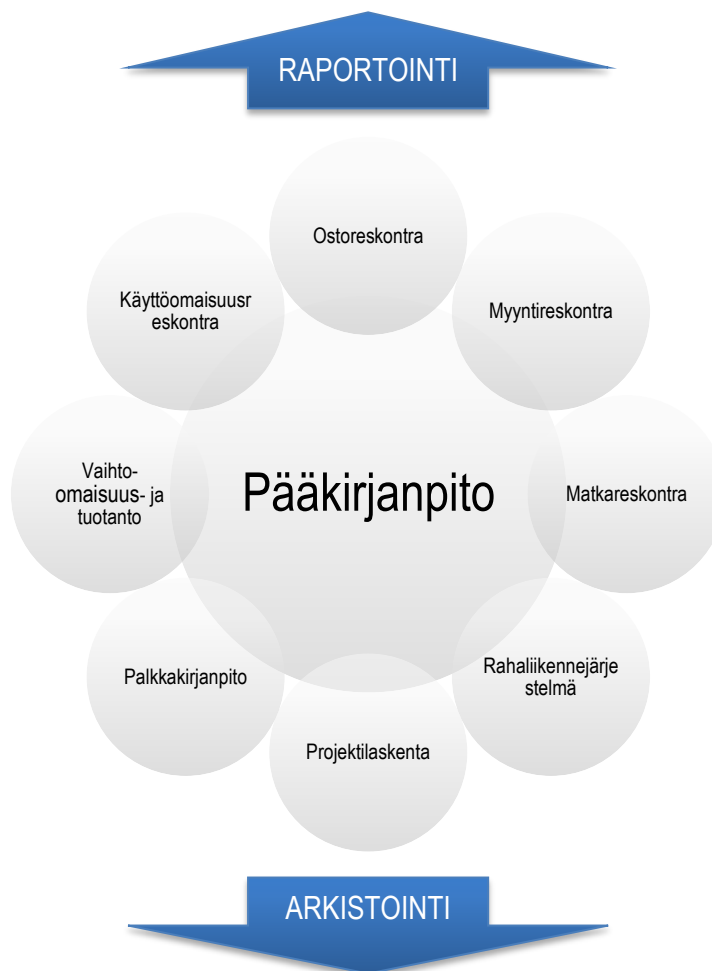 RAPORTOINTI
Ostoreskontra
Käyttöomaisuusr
eskontra
Myyntireskontra
Vaihto-
omaisuus- ja
tuotanto
Pääkirjanpito
Matkareskontra
Palkkakirjanpito
Rahaliikennejärje
stelmä
Projektilaskenta
ARKISTOINTI